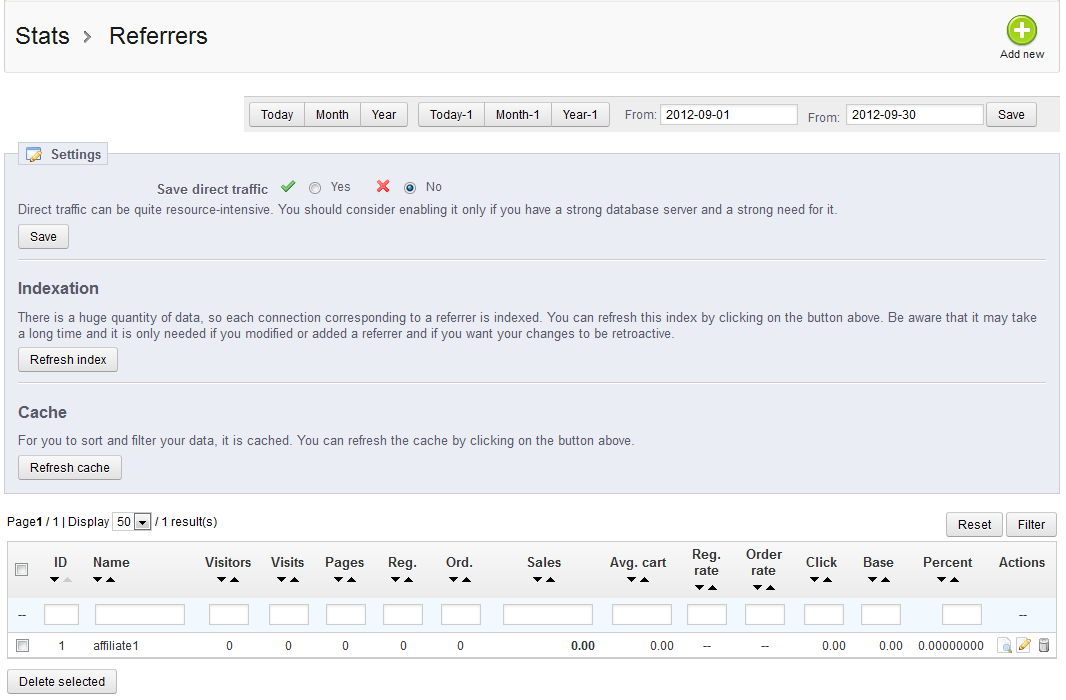 Stats > Referrers
Add new
Today Month Year Today-1 Month-1 Year-1 From: 2012-09-01 From: 2012-09-30 Save
Settings
Save direct traffic Yes No
Direct traffic can be quite resource-intensive. You should consider enabling it only if you have a strong database server and a strong need for it.
Save
Indexation
There is a huge quantity of data, so each connection corresponding to a referrer is indexed. You can refresh this index by clicking on the button above. Be aware that it may take
a long time and it is only needed if you modified or added a referrer and if you want your changes to be retroactive.
Refresh index
Cache
For you to sort and filter your data, it is cached. You can refresh the cache by clicking on the button above.
Refresh cache
Page1 / 1 | Display 50 / 1 result(s) Reset Filter
ID Name Visitors Visits Pages Reg. Ord. Sales Avg. cart Reg. rate Order rate Click Base Percent Actions
-- --
1 affiliate1 0 0 0 0 0 0.00 0.00 -- -- 0.00 0.00 0.00000000
Delete selected